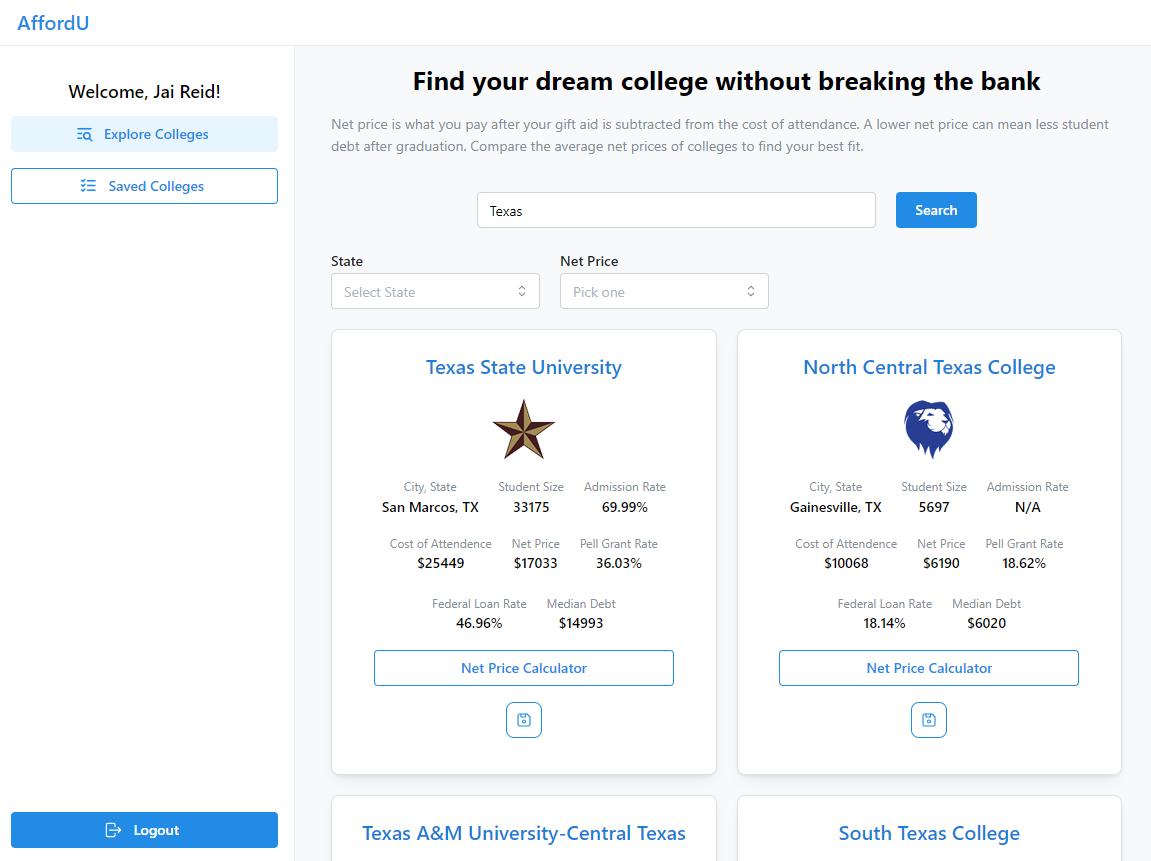 AffordU
Welcome, Jai Reid!
Explore Colleges
Saved Colleges
Logout
Find your dream college without breaking the bank
Net price is what you pay after your gift aid is subtracted from the cost of attendance. A lower net price can mean less student
debt after graduation. Compare the average net prices of colleges to find your best fit.
Texas
Search
State
Net Price
Select State
Pick one
Texas State University
City, State
Student Size
Admission Rate
San Marcos, TX
33175
69.99%
Cost of Attendence
Net Price
Pell Grant Rate
$25449
$17033
36.03%
Federal Loan Rate
Median Debt
46.96%
$14993
Net Price Calculator
North Central Texas College
City, State
Student Size
Admission Rate
Gainesville, TX
5697
N/A
Cost of Attendence
Net Price
Pell Grant Rate
$10068
$6190
18.62%
Federal Loan Rate
Median Debt
18.14%
$6020
Net Price Calculator
Texas A&M University-Central Texas
South Texas College